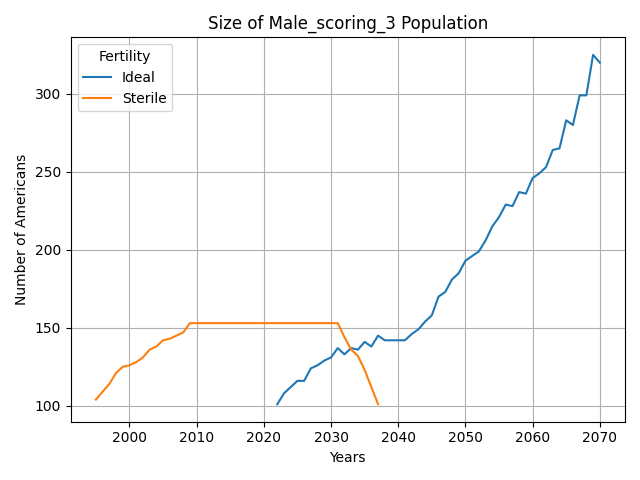 Size of Male_scoring_3 Population
Fertility
Ideal
Sterile
Number of Americans
300
250
200
150
100
2000 2010 2020 2030 2040 2050 2060 2070
Years